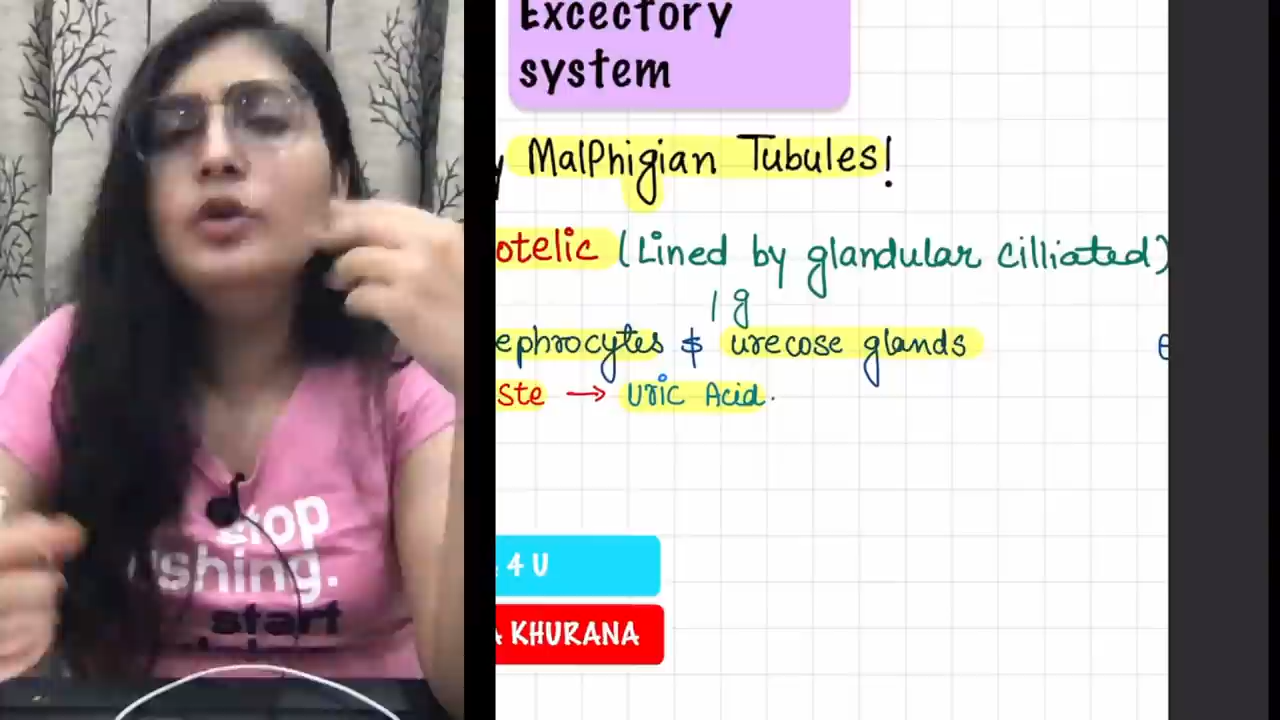 Excectory
system
y MalPhigian Tubules!
otelic (Lined by glandular cilliated)
1 g
ephrocytes $ urecose glands
ste → Uric Acid.
4 U
A KHURANA
stop
ishing.
start